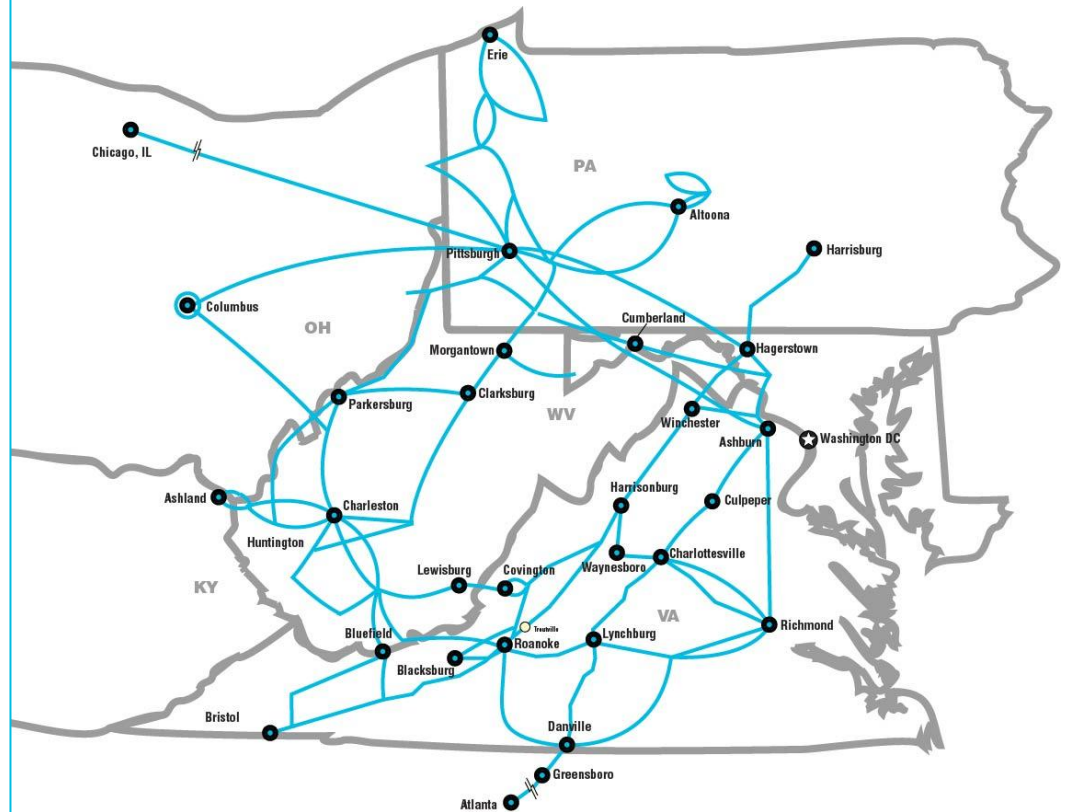 Erie
Chicago, IL
PA
Altoona
Pittsburgh
Harrisburg
Columbus
OH
Cumberland
Morgantown
Hagerstown
Parkersburg
Clarksburg
WV
Winchester
Ashburn
Washington DC
Ashland
Charleston
Harrisonburg
Culpeper
Huntington
Lewisburg
Covington
Waynesboro
Charlottesville
KY
VA
Troutville
Richmond
Bluefield
Roanoke
Lynchburg
Blacksburg
Bristol
Danville
Greensboro
Atlanta